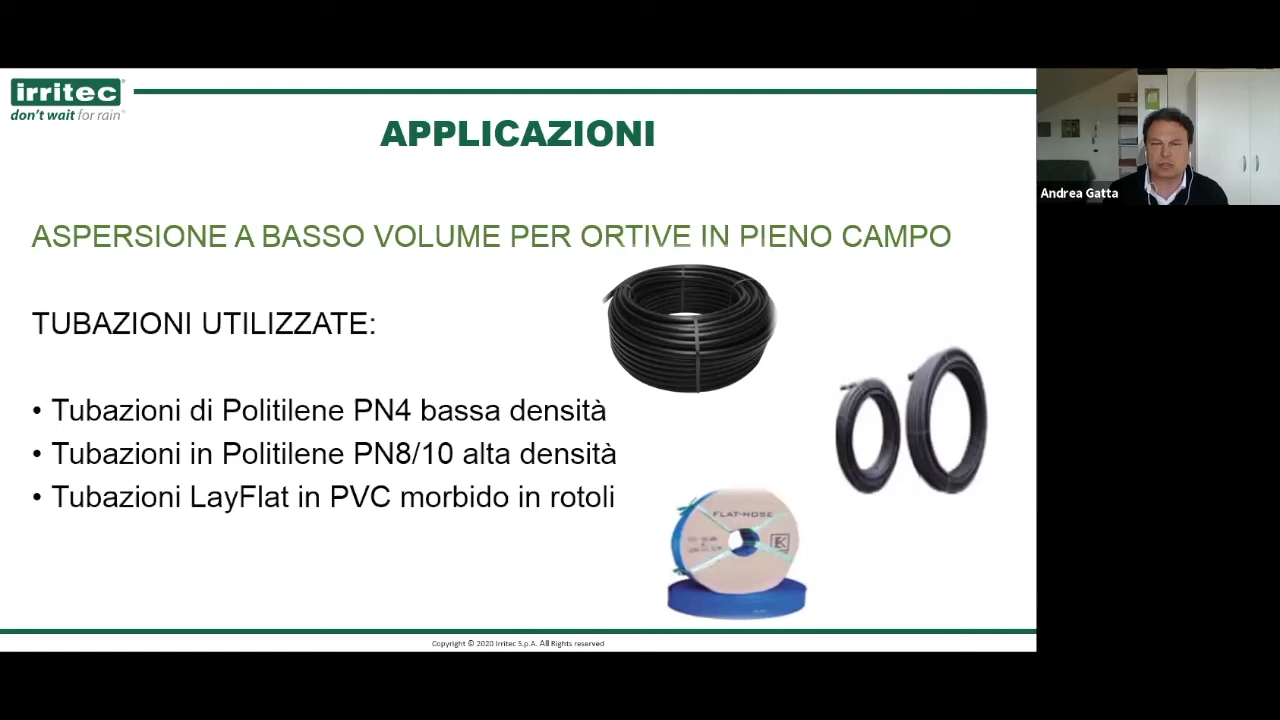 irritec
don't wait for rain
APPLICAZIONI
Andrea Gatta
ASPERSIONE A BASSO VOLUME PER ORTIVE IN PIENO CAMPO
TUBAZIONI UTILIZZATE:
• Tubazioni di Politilene PN4 bassa densità
• Tubazioni in Politilene PN8/10 alta densità
• Tubazioni LayFlat in PVC morbido in rotoli
FLAT-HOSE
Copyright © 2020 Irritec S.p.A. All Rights reserved